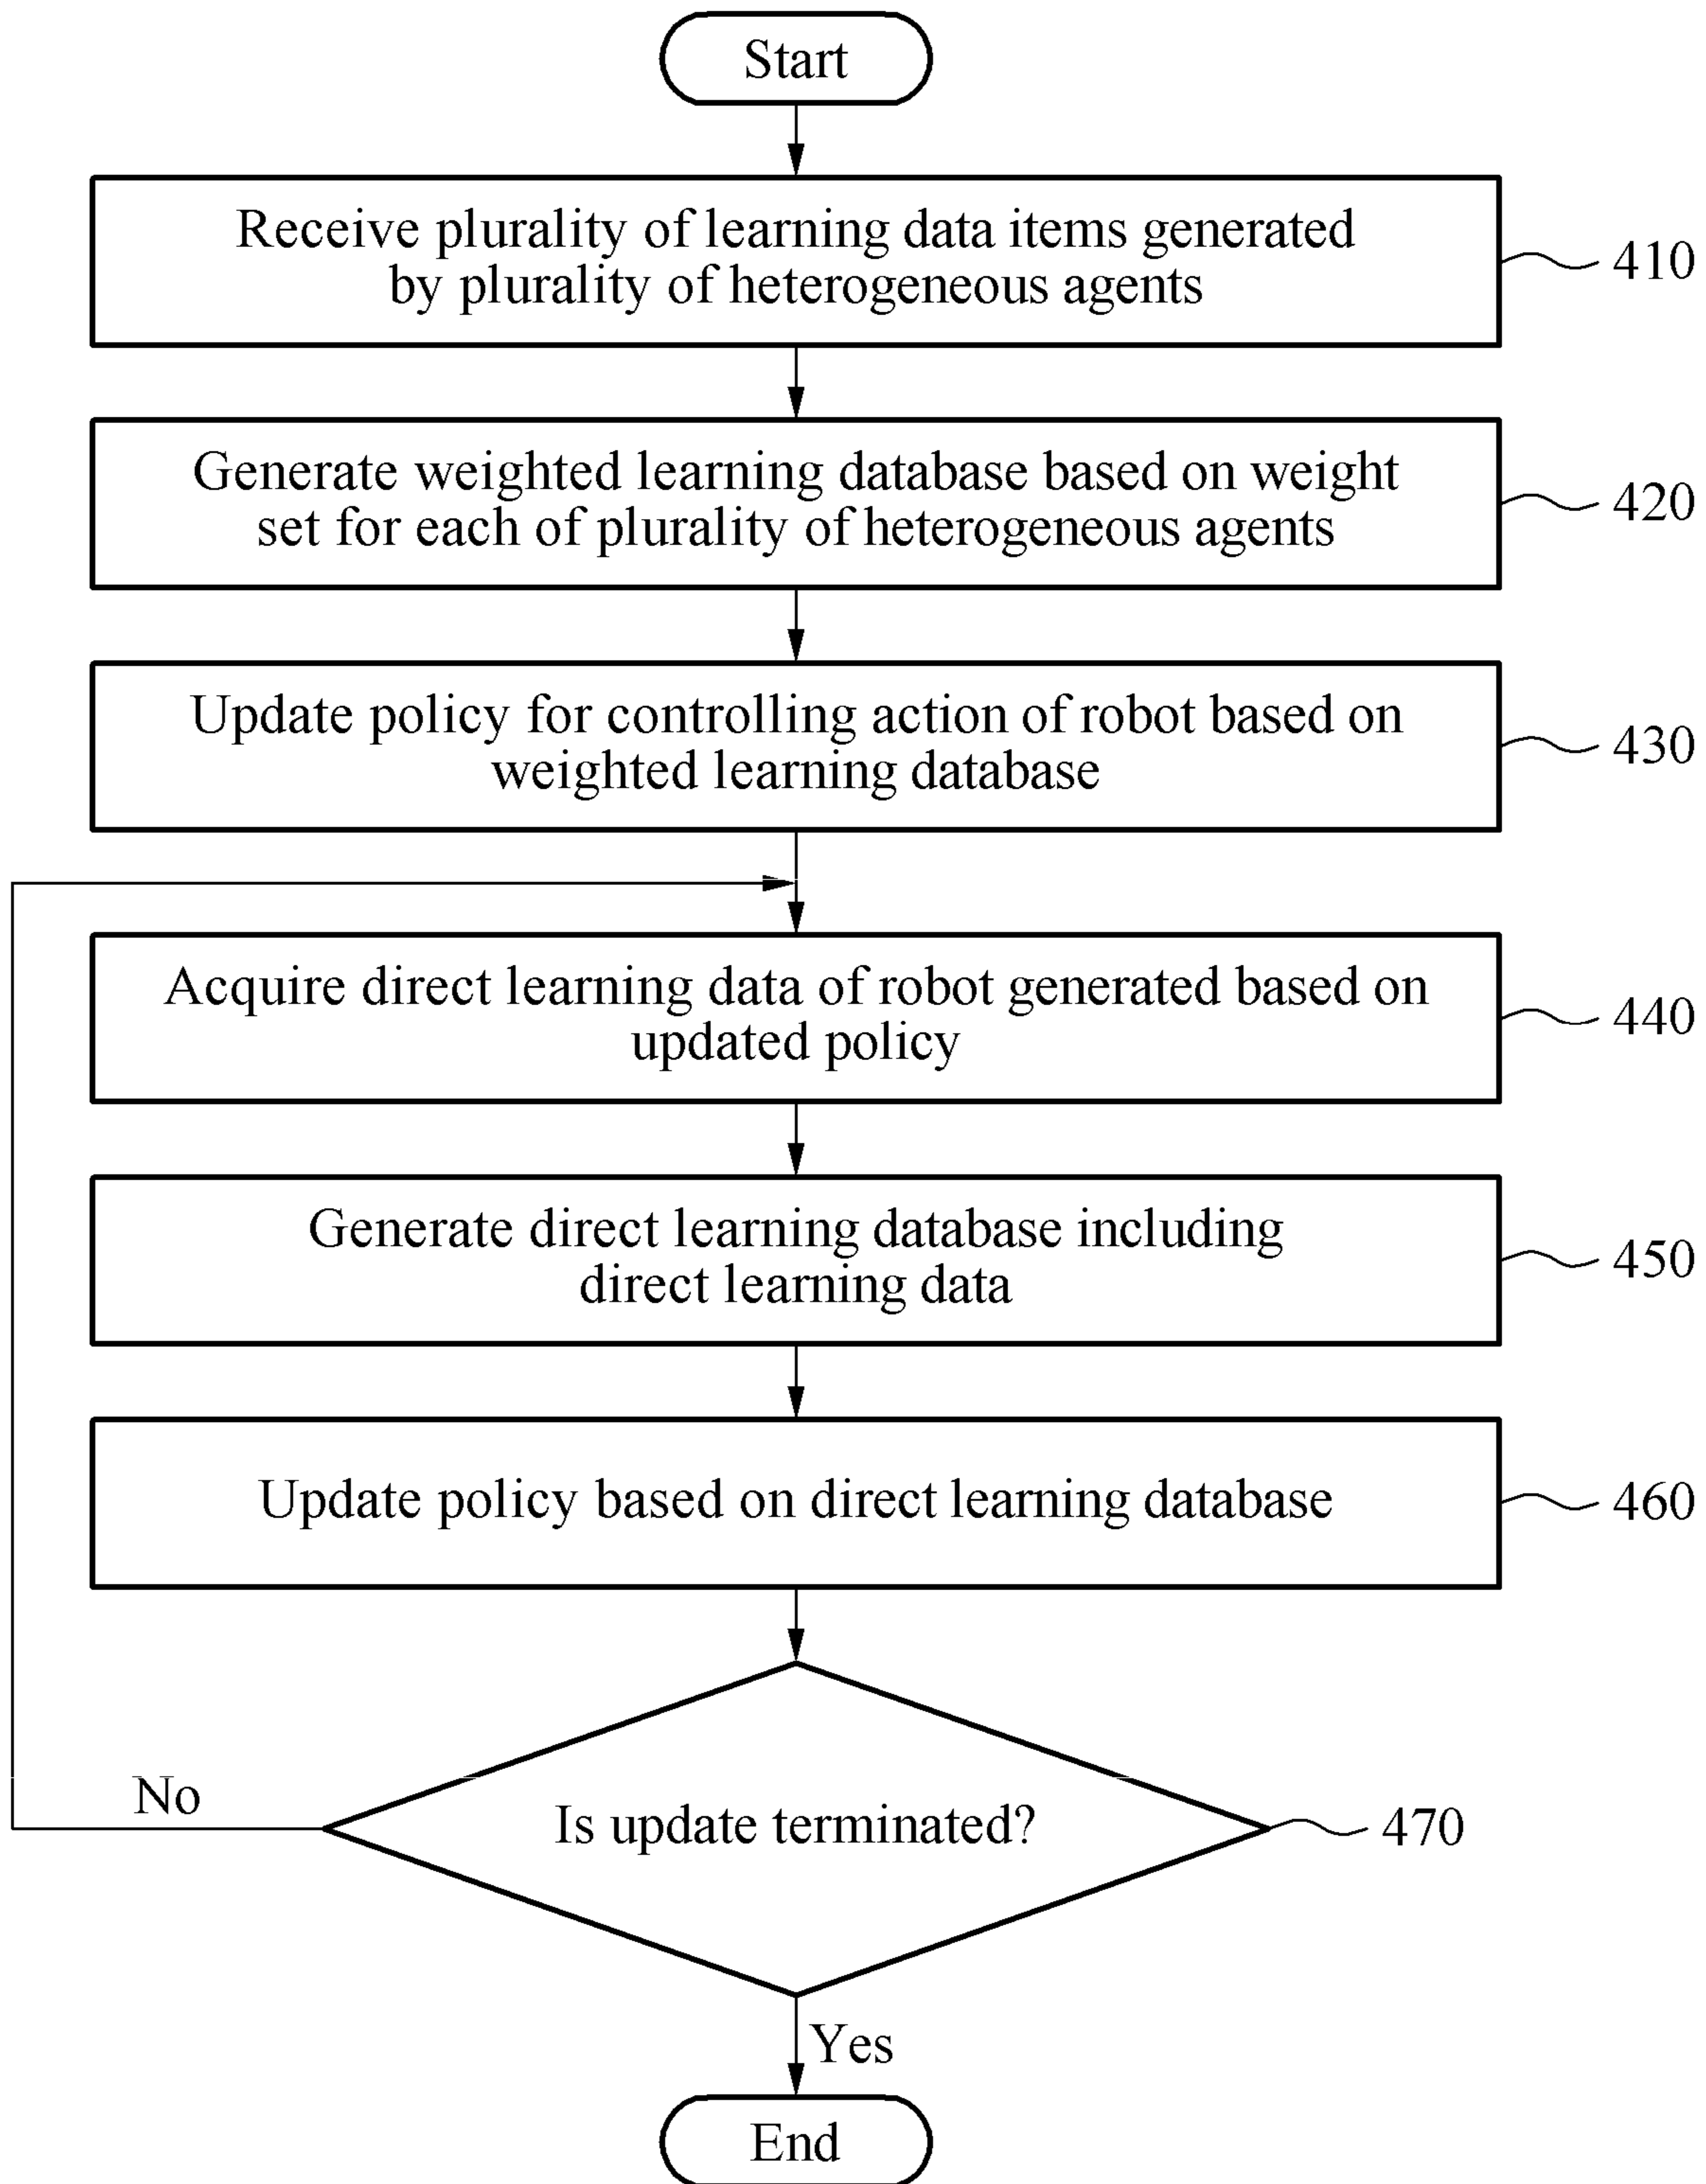 Start
Receive plurality of learning data items generated
by plurality of heterogeneous agents
410
Generate weighted learning database based on weight
set for each of plurality of heterogeneous agents
420
Update policy for controlling action of robot based on
weighted learning database
430
Acquire direct learning data of robot generated based on
updated policy
440
Generate direct learning database including
direct learning data
450
Update policy based on direct learning database
460
No
Is update terminated?
470
Yes
End